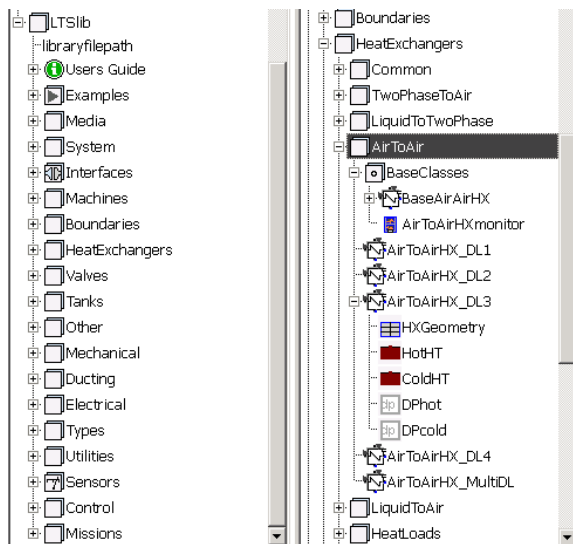 LTSlib
libraryfilepath
Users Guide
Examples
Media
System
Interfaces
Machines
Boundaries
HeatExchangers
Valves
Tanks
Other
Mechanical
Ducting
Electrical
Types
Utilities
Sensors
Control
Missions
Boundaries
HeatExchangers
Common
TwoPhaseToAir
LiquidToTwoPhase
AirToAir
BaseClasses
BaseAirAirHX
AirToAirHXmonitor
AirToAirHX_DL1
AirToAirHX_DL2
AirToAirHX_DL3
HXGeometry
HotHT
ColdHT
dp DPhot
dp DPcold
AirToAirHX_DL4
AirToAirHX_MultiDL
LiquidToAir
HeatLoads